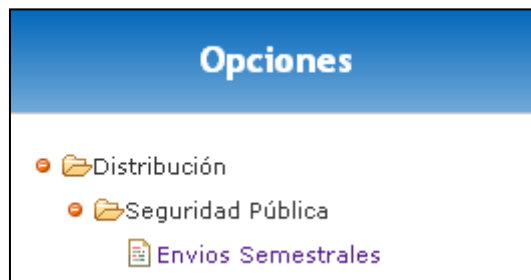 Opciones
Distribución
Seguridad Pública
Envios Semestrales